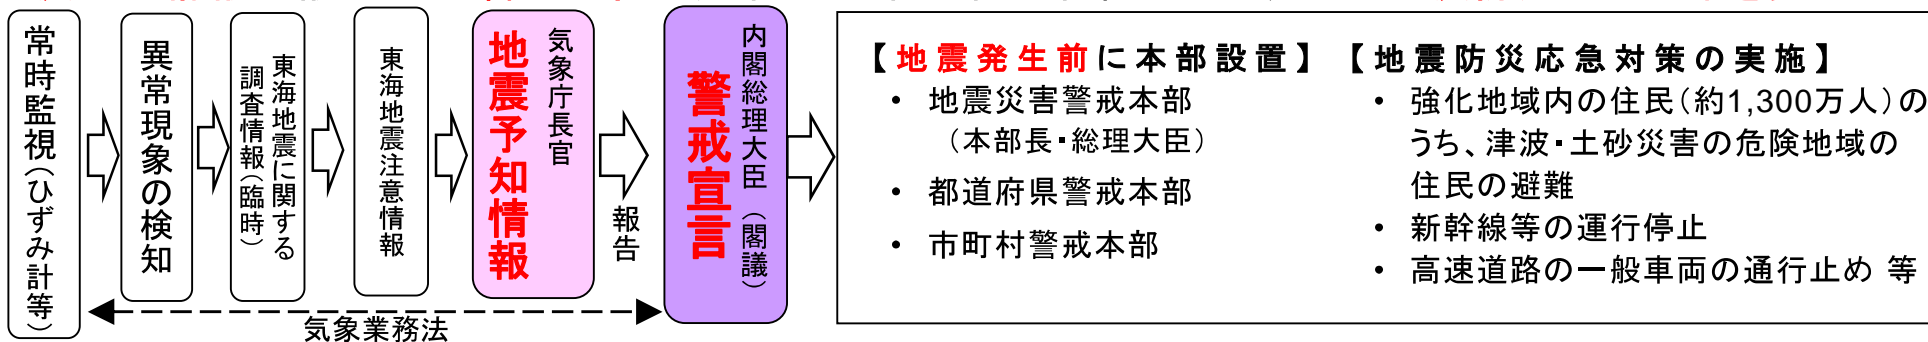 常時監視（ひずみ計等）
異常現象の検知
東海地震に関する
調査情報（臨時）
東海地震注意情報
気象庁長官
地震予知情報
報告
内閣総理大臣（閣議）
警戒宣言
気象業務法
【地震発生前に本部設置】
• 地震災害警戒本部
（本部長・総理大臣）
• 都道府県警戒本部
• 市町村警戒本部
【地震防災応急対策の実施】
• 強化地域内の住民（約1,300万人）の
うち、津波・土砂災害の危険地域の
住民の避難
• 新幹線等の運行停止
• 高速道路の一般車両の通行止め 等